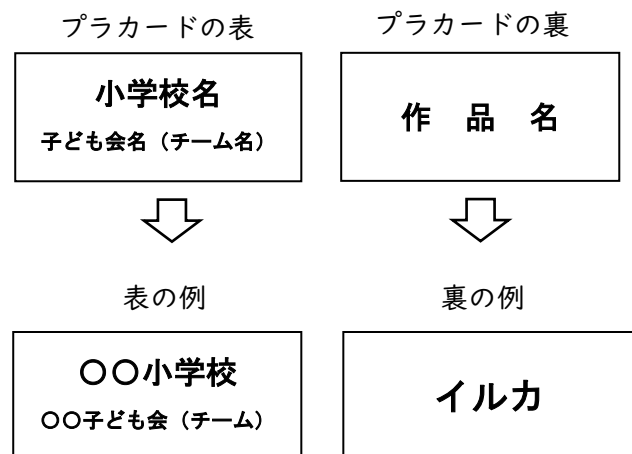 プラカードの表
プラカードの裏
小学校名
子ども会名（チーム名）
作　品　名
表の例
裏の例
〇〇小学校
〇〇子ども会（チーム）
イルカ